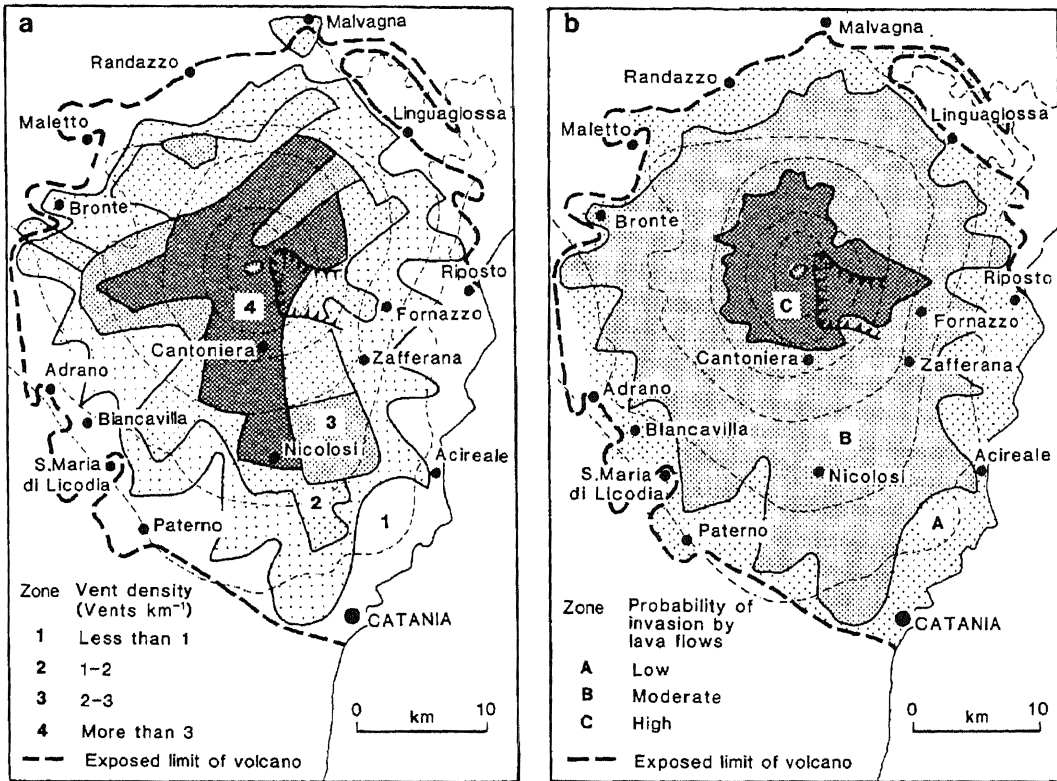 a
Malvagna
Randazzo
Linguaglossa
Maletto
Bronte
Riposto
4
Fornazzo
Cantoniera
Zafferana
Adrano
Biancavilla
3
Nicolosi
Acireale
S.Maria
di Licodia
2
1
Paterno
Zone Vent density
(Vents km⁻¹)
CATANIA
1 Less than 1
2 1–2
3 2–3
4 More than 3
0 10
km
Exposed limit of volcano
b
Malvagna
Randazzo
Linguaglossa
Maletto
Bronte
Riposto
C
Fornazzo
Cantoniera
Zafferana
Adrano
Biancavilla
B
Nicolosi
Acireale
S.Maria
di Licodia
A
Paterno
Zone Probability of
invasion by
lava flows
CATANIA
A Low
B Moderate
C High
0 10
km
Exposed limit of volcano